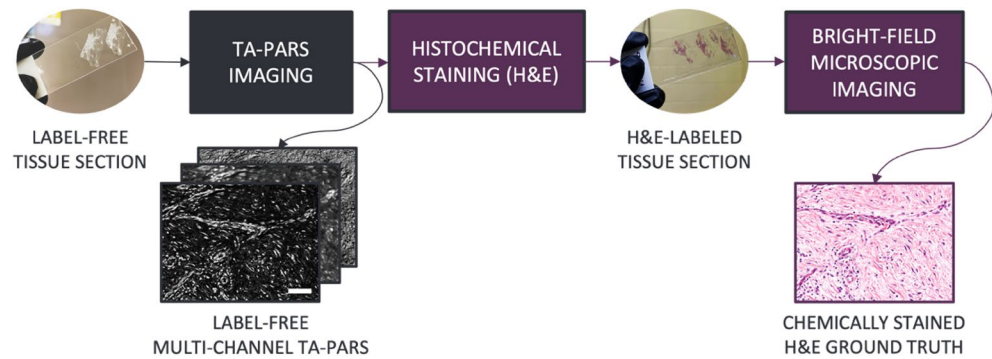 TA-PARS
IMAGING
HISTOCHEMICAL
STAINING (H&E)
BRIGHT-FIELD
MICROSCOPIC
IMAGING
LABEL-FREE
TISSUE SECTION
H&E-LABELED
TISSUE SECTION
LABEL-FREE
MULTI-CHANNEL TA-PARS
CHEMICALLY STAINED
H&E GROUND TRUTH